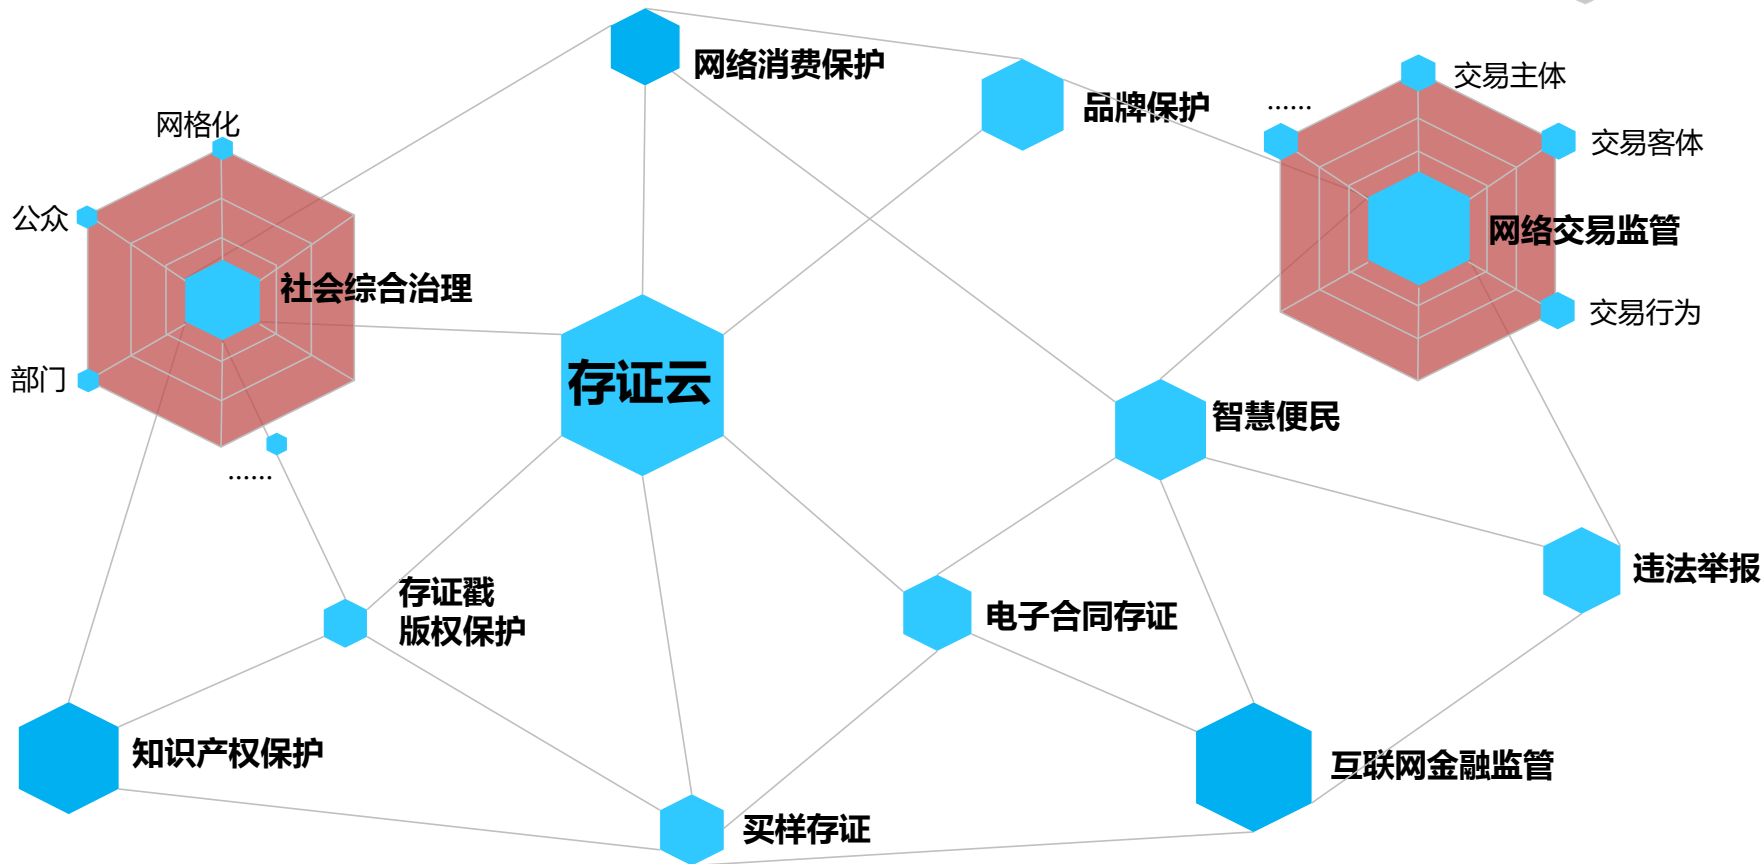 网络消费保护
品牌保护
交易主体
......
网格化
交易客体
公众
网络交易监管
社会综合治理
交易行为
部门
存证云
智慧便民
......
违法举报
存证戳
版权保护
电子合同存证
知识产权保护
互联网金融监管
买样存证